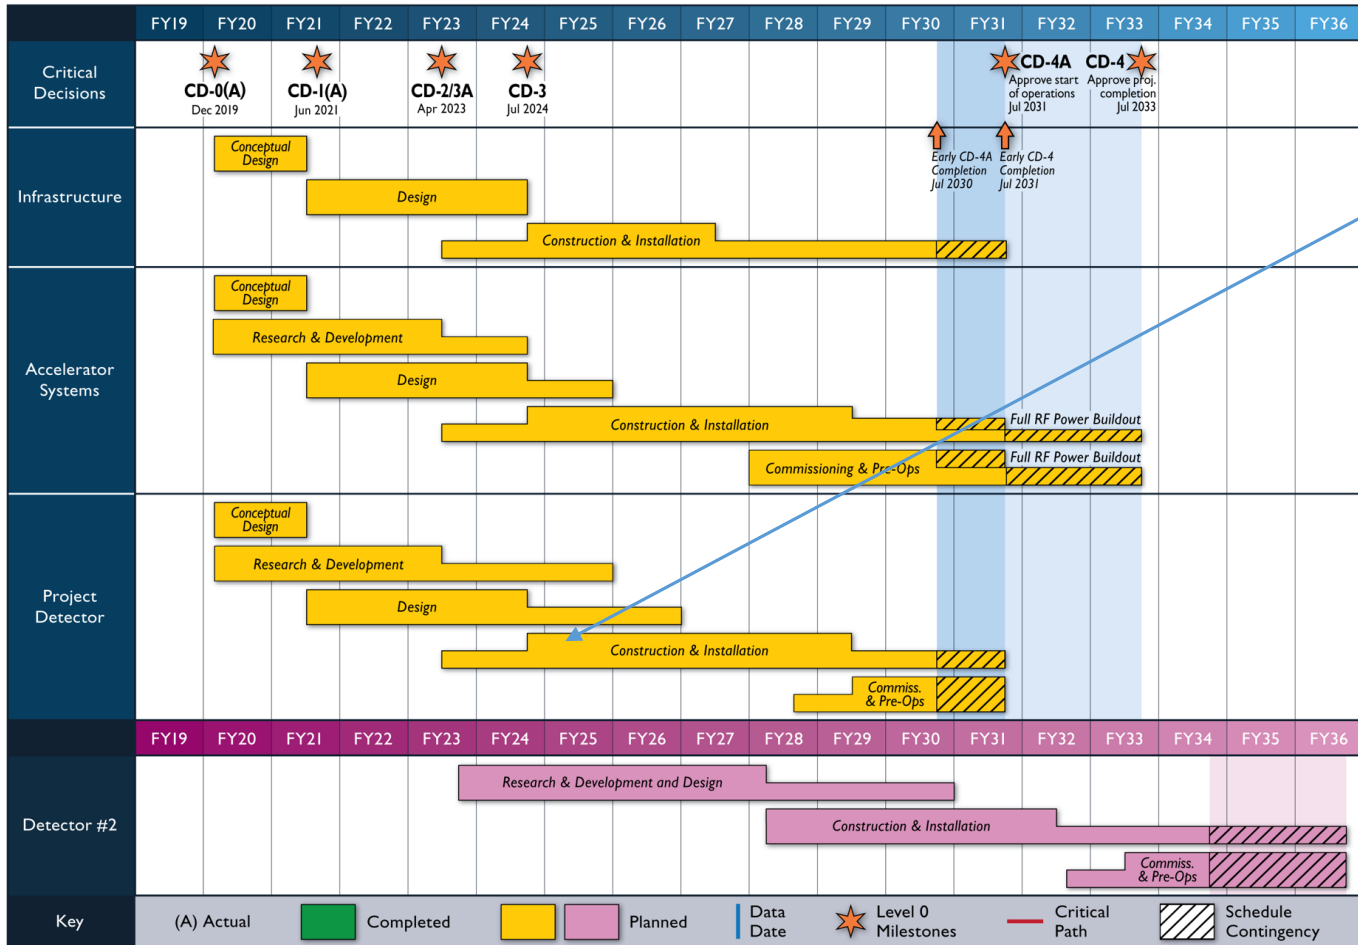 FY19 FY20 FY21 FY22 FY23 FY24 FY25 FY26 FY27 FY28 FY29 FY30 FY31 FY32 FY33 FY34 FY35 FY36
Critical
Decisions
CD-0(A)
Dec 2019
CD-1(A)
Jun 2021
CD-2/3A
Apr 2023
CD-3
Jul 2024
CD-4A
Approve start
of operations
Jul 2031
CD-4
Approve proj.
completion
Jul 2033
Infrastructure
Early CD-4A
Completion
Jul 2030
Early CD-4
Completion
Jul 2031
Conceptual
Design
Design
Construction & Installation
Accelerator
Systems
Conceptual
Design
Research & Development
Design
Construction & Installation
Full RF Power Buildout
Commissioning & Pre-Ops
Full RF Power Buildout
Project
Detector
Conceptual
Design
Research & Development
Design
Construction & Installation
Commiss.
& Pre-Ops
FY19 FY20 FY21 FY22 FY23 FY24 FY25 FY26 FY27 FY28 FY29 FY30 FY31 FY32 FY33 FY34 FY35 FY36
Detector #2
Research & Development and Design
Construction & Installation
Commiss.
& Pre-Ops
Key
(A) Actual
Completed
Planned
Data
Date
Level 0
Milestones
Critical
Path
Schedule
Contingency